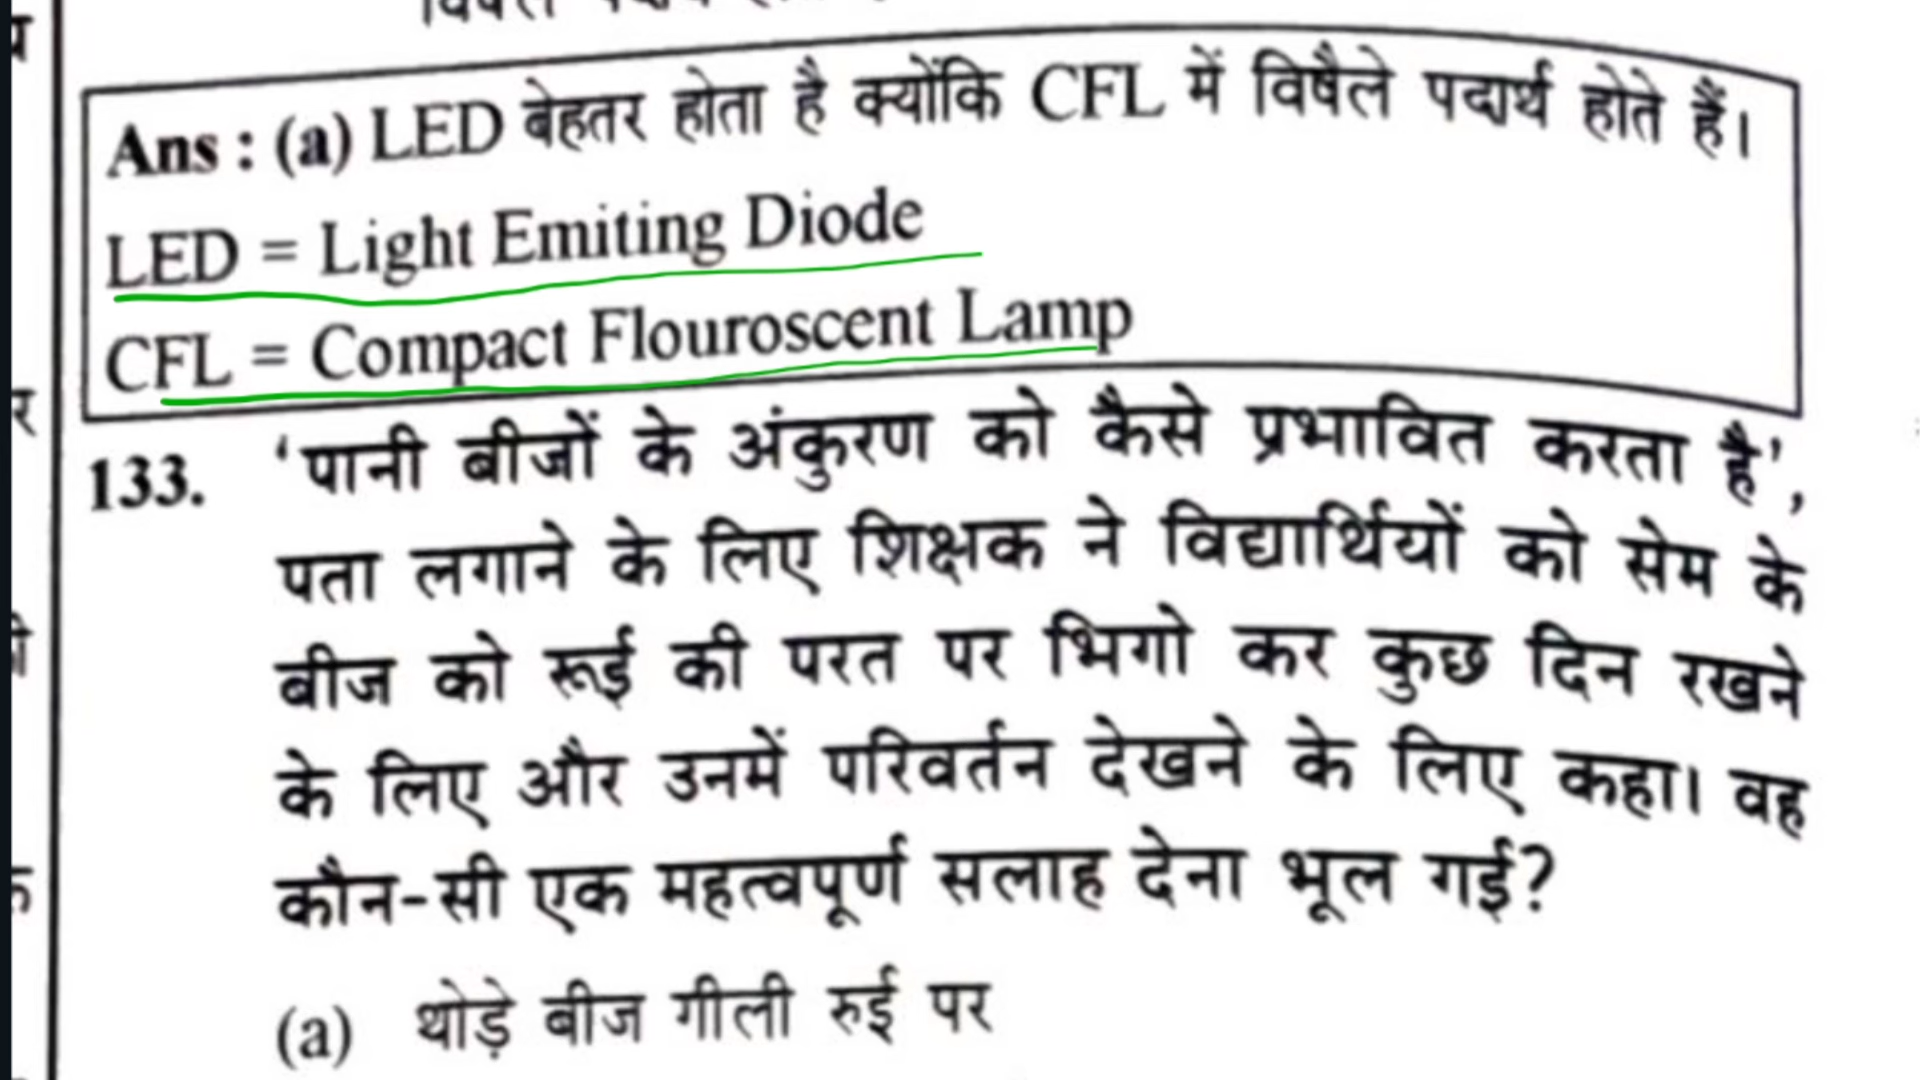 Ans : (a) LED बेहतर होता है क्योंकि CFL में विषैले पदार्थ होते हैं।
LED = Light Emiting Diode
CFL = Compact Flouroscent Lamp
133. ‘पानी बीजों के अंकुरण को कैसे प्रभावित करता है’,
पता लगाने के लिए शिक्षक ने विद्यार्थियों को सेम के
बीज को रूई की परत पर भिगो कर कुछ दिन रखने
के लिए और उनमें परिवर्तन देखने के लिए कहा। वह
कौन-सी एक महत्वपूर्ण सलाह देना भूल गई?
(a) थोड़े बीज गीली रुई पर